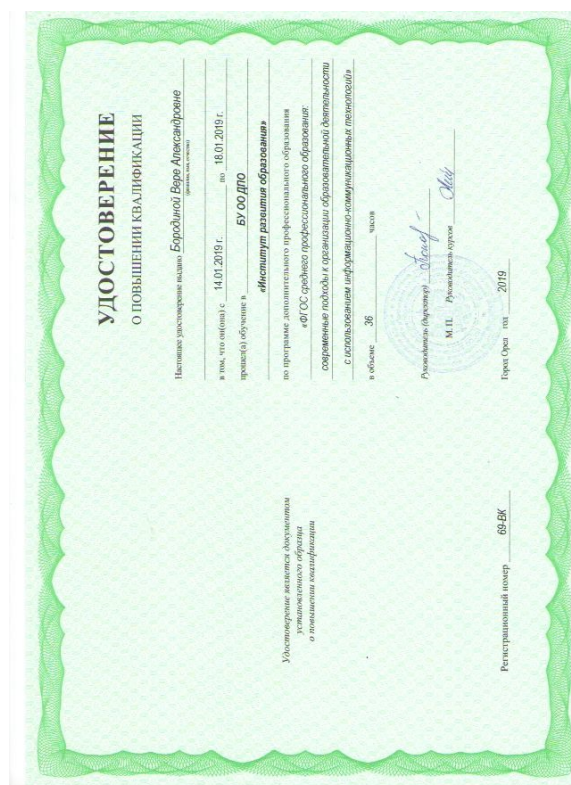 Удостоверение является документом
установленного образца
о повышении квалификации
Регистрационный номер 69-ВК
УДОСТОВЕРЕНИЕ
О ПОВЫШЕНИИ КВАЛИФИКАЦИИ
Настоящее удостоверение выдано Бородиной Вере Александровне
(фамилия, имя, отчество)
в том, что он(она) с 14.01.2019 г. по 18.01.2019 г.
прошел(а) обучение в БУ ОО ДПО
«Институт развития образования»
по программе дополнительного профессионального образования
«ФГОС среднего профессионального образования:
современные подходы к организации образовательной деятельности
с использованием информационно-коммуникационных технологий»
в объеме 36 часов
Руководитель (директор)
М.П. Руководитель курсов
Город Орел год 2019